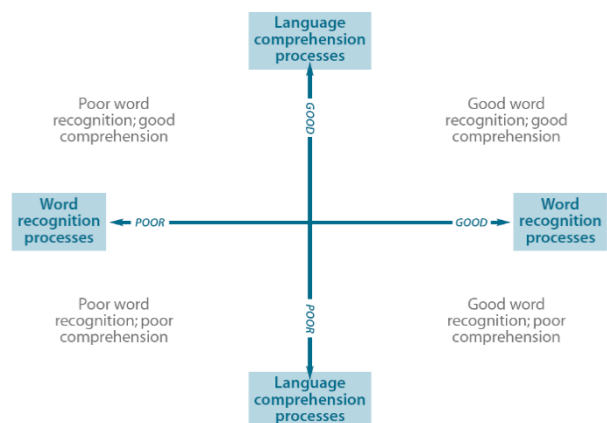 Language
comprehension
processes
Poor word
recognition; good
comprehension
GOOD
Good word
recognition; good
comprehension
Word
recognition
processes
POOR
GOOD
Word
recognition
processes
Poor word
recognition; poor
comprehension
POOR
Good word
recognition; poor
comprehension
Language
comprehension
processes